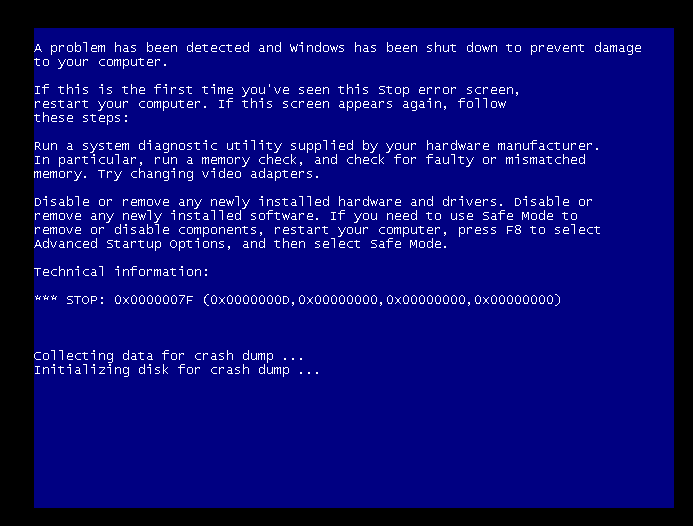 A problem has been detected and Windows has been shut down to prevent damage
to your computer.
If this is the first time you've seen this Stop error screen,
restart your computer. If this screen appears again, follow
these steps:
Run a system diagnostic utility supplied by your hardware manufacturer.
In particular, run a memory check, and check for faulty or mismatched
memory. Try changing video adapters.
Disable or remove any newly installed hardware and drivers. Disable or
remove any newly installed software. If you need to use Safe Mode to
remove or disable components, restart your computer, press F8 to select
Advanced Startup Options, and then select Safe Mode.
Technical information:
*** STOP: 0x0000007F (0x0000000D,0x00000000,0x00000000,0x00000000)
Collecting data for crash dump ...
Initializing disk for crash dump ...